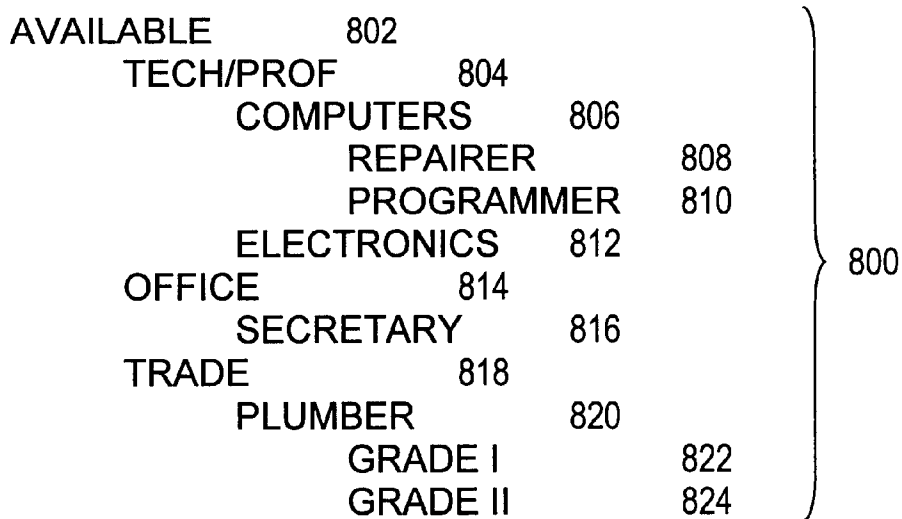 AVAILABLE 802
TECH/PROF 804
COMPUTERS 806
REPAIRER 808
PROGRAMMER 810
ELECTRONICS 812
800
OFFICE 814
SECRETARY 816
TRADE 818
PLUMBER 820
GRADE I 822
GRADE II 824